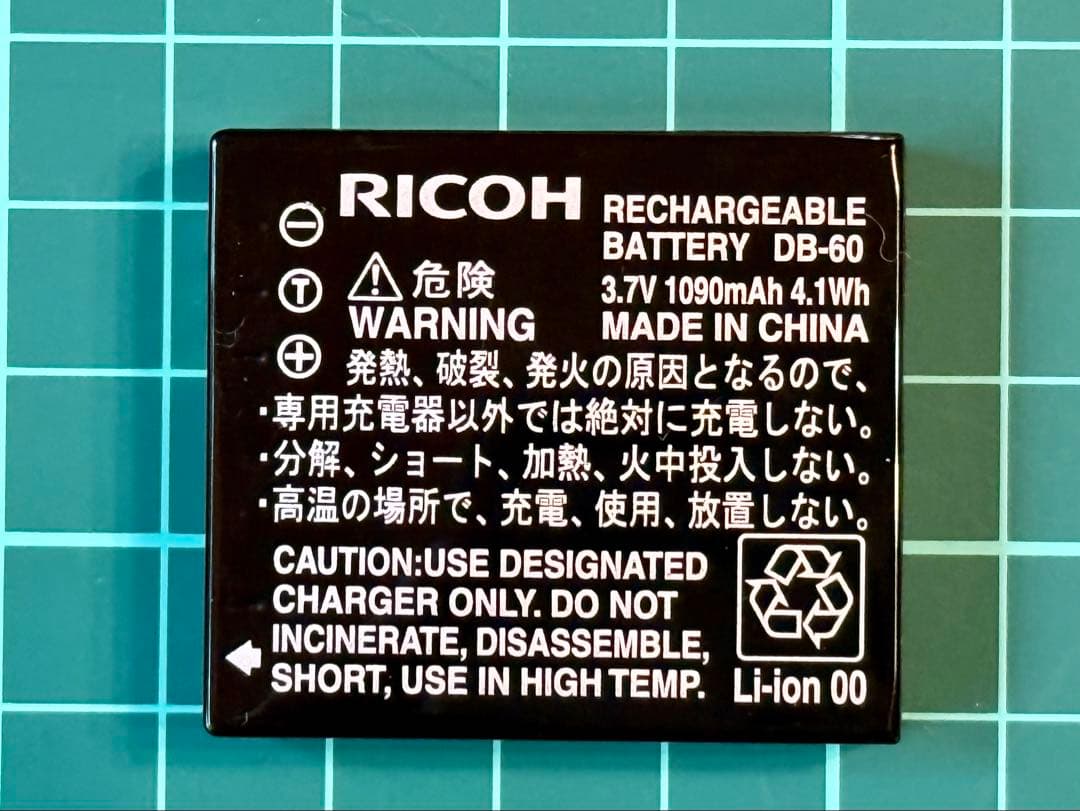 RICOH
RECHARGEABLE
BATTERY DB-60
3.7V 1090mAh 4.1Wh
MADE IN CHINA
⊖
Ⓣ
⊕
⚠危険
WARNING
発熱、破裂、発火の原因となるので、
・専用充電器以外では絶対に充電しない。
・分解、ショート、加熱、火中投入しない。
・高温の場所で、充電、使用、放置しない。
CAUTION:USE DESIGNATED
CHARGER ONLY. DO NOT
INCINERATE, DISASSEMBLE,
SHORT, USE IN HIGH TEMP.
Li-ion 00